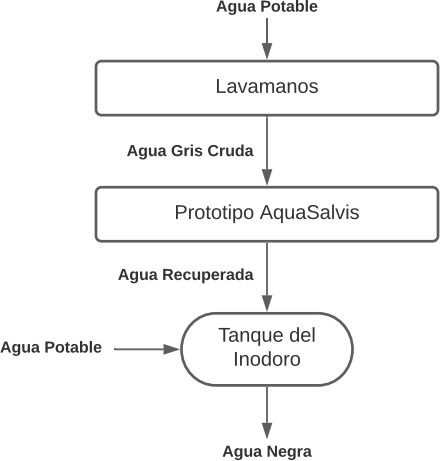 Agua Potable
Lavamanos
Agua Gris Cruda
Prototipo AquaSalvis
Agua Recuperada
Tanque del
Inodoro
Agua Potable
Agua Negra